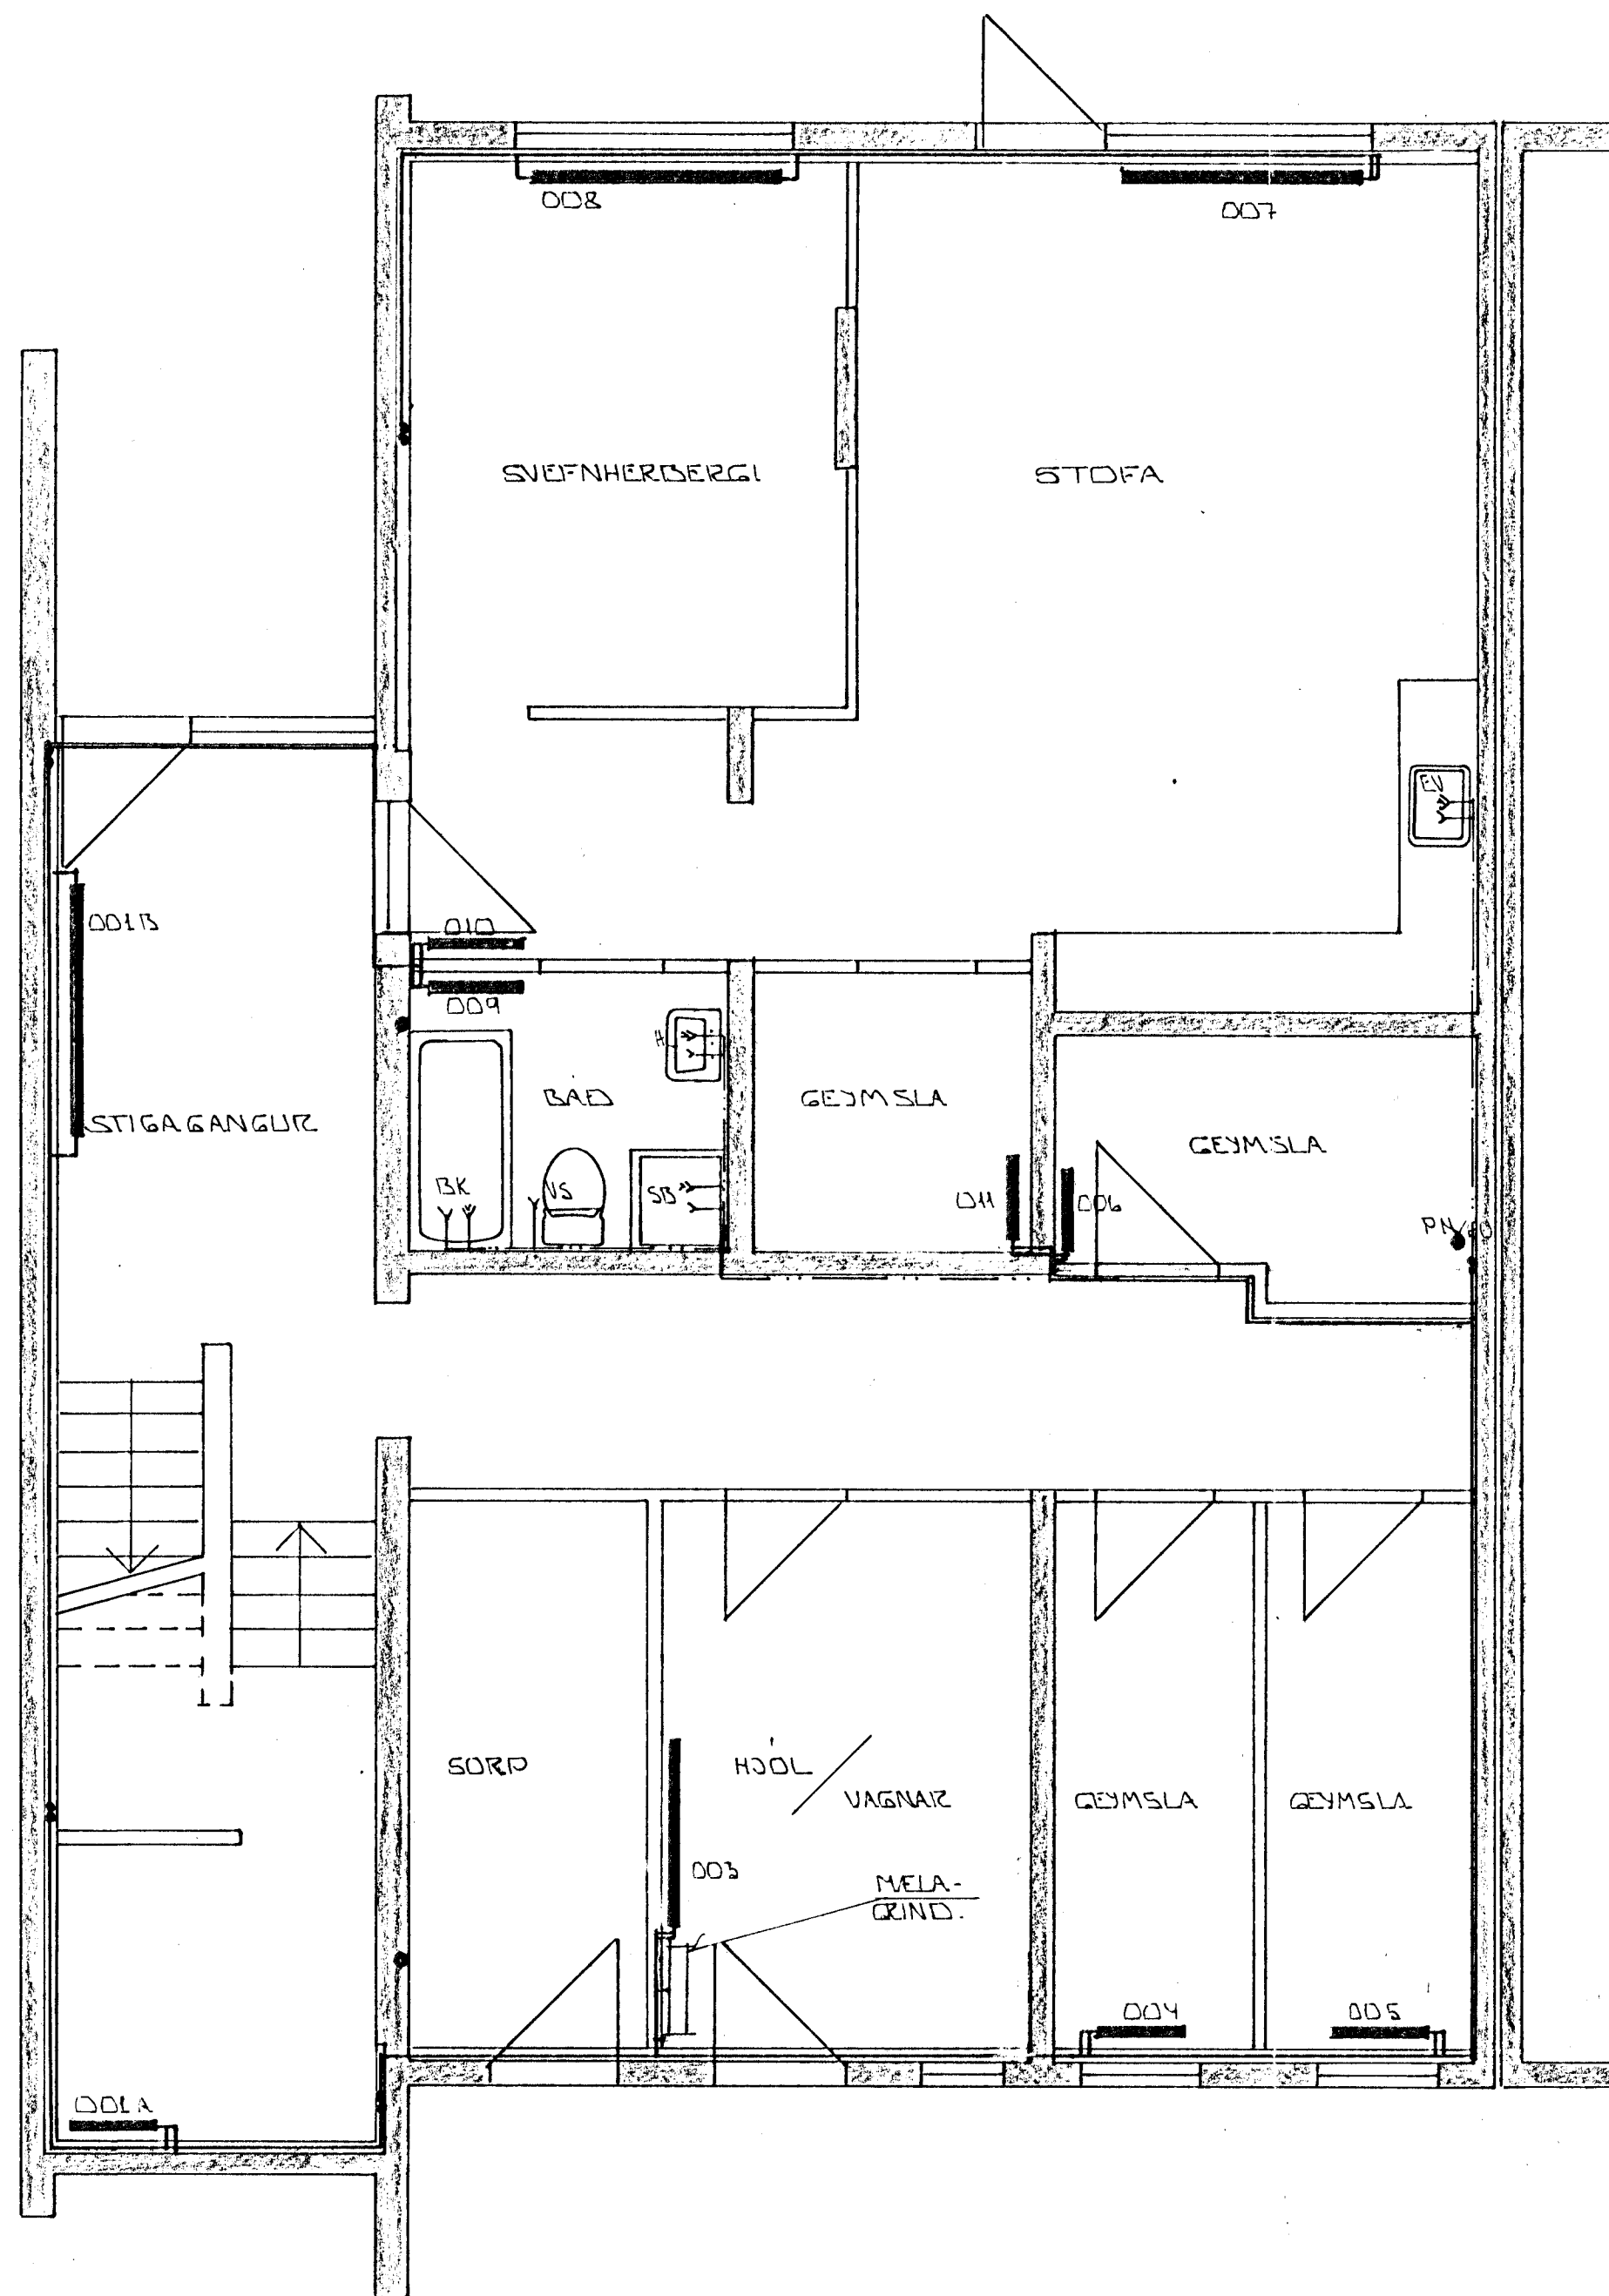 008
007
SVEFNHERBERGI
STOFA
EV
001B
010
009
H
BAÐ
GEYMSLA
STIGAGANGUR
GEYMSLA
BK
VS
SB
011
006
SORP
HJÓL /
VAGNAR
GEYMSLA
GEYMSLA
003
MÆLA-
GRIND.
004
005
001A